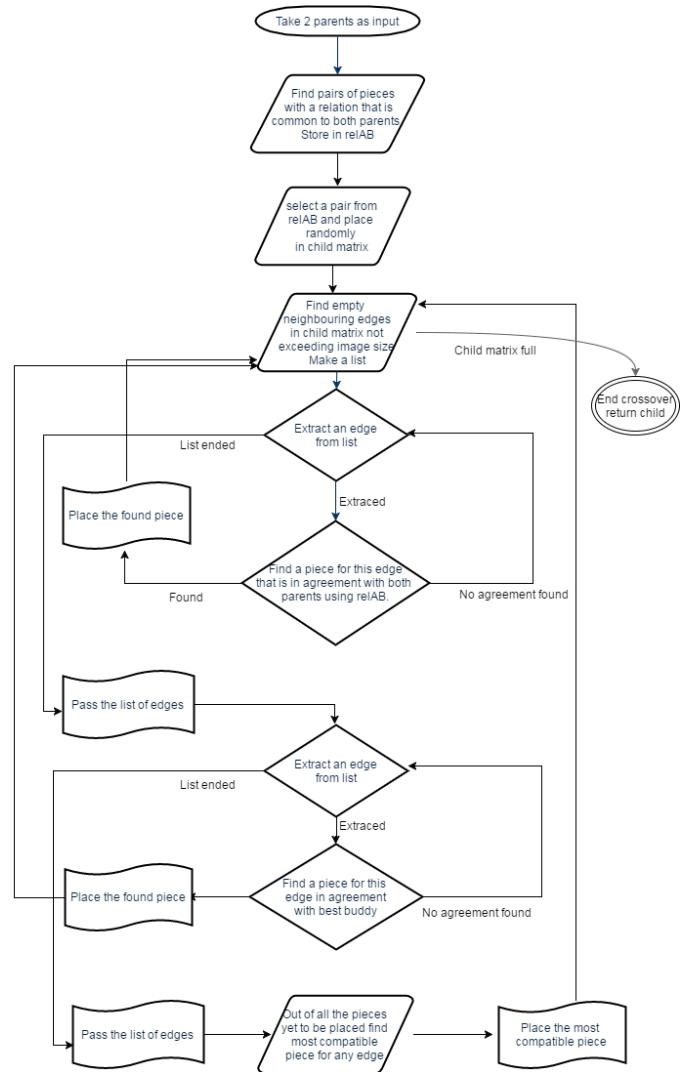 Take 2 parents as input
Find pairs of pieces
with a relation that is
common to both parents
Store in relAB
select a pair from
relAB and place
randomly
in child matrix
Find empty
neighbouring edges
in child matrix not
exceeding image size
Make a list
Child matrix full
End crossover
return child
Extract an edge
from list
List ended
Extraced
Place the found piece
Find a piece for this edge
that is in agreement with both
parents using relAB.
Found
No agreement found
Pass the list of edges
Extract an edge
from list
List ended
Extraced
Place the found piece
Find a piece for this
edge in agreement
with best buddy
No agreement found
Pass the list of edges
Out of all the pieces
yet to be placed find
most compatible
piece for any edge
Place the most
compatible piece